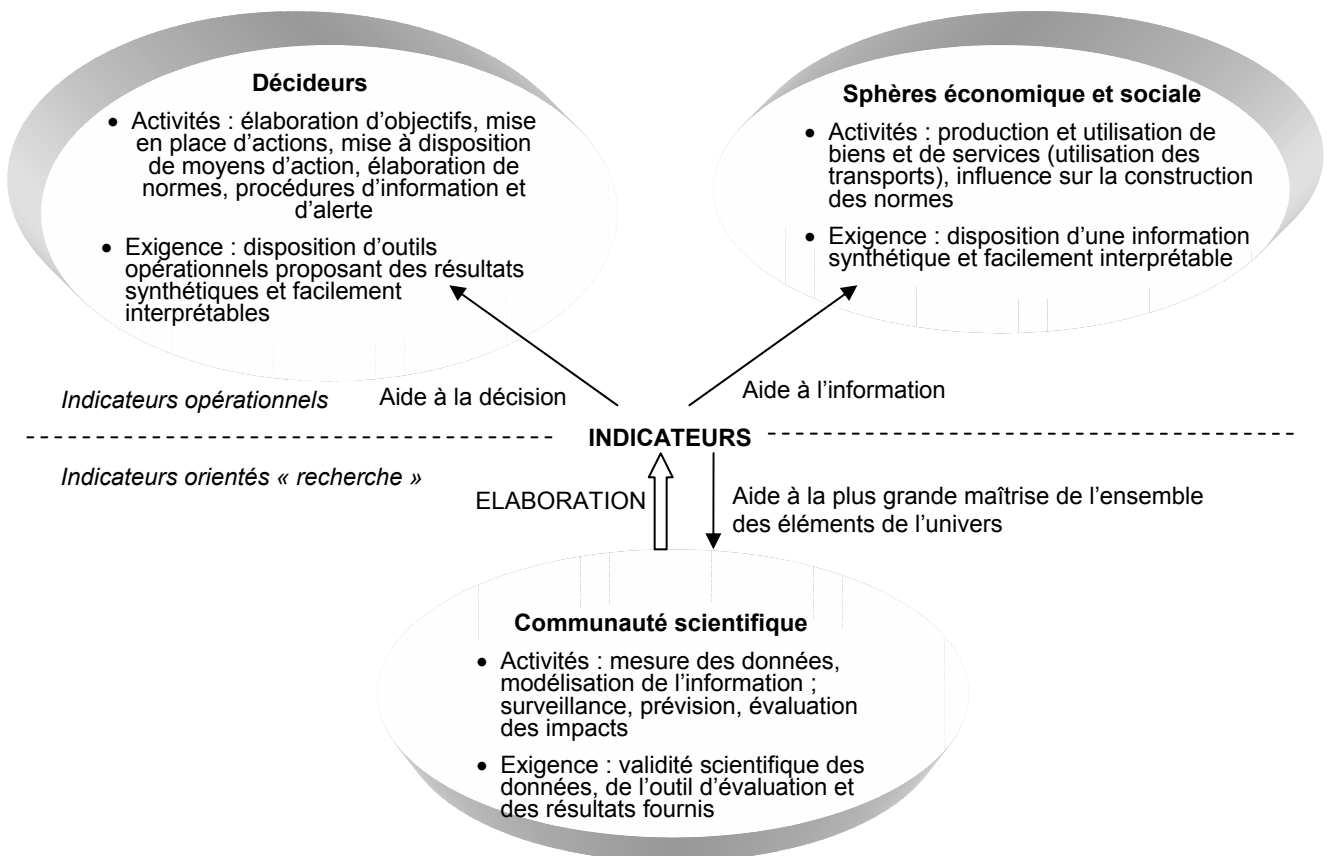 Décideurs
• Activités : élaboration d’objectifs, mise
en place d’actions, mise à disposition
de moyens d’action, élaboration de
normes, procédures d’information et
d’alerte
• Exigence : disposition d’outils
opérationnels proposant des résultats
synthétiques et facilement
interprétables
Sphères économique et sociale
• Activités : production et utilisation de
biens et de services (utilisation des
transports), influence sur la construction
des normes
• Exigence : disposition d’une information
synthétique et facilement interprétable
Indicateurs opérationnels
Aide à la décision
Aide à l’information
INDICATEURS
Indicateurs orientés « recherche »
ELABORATION
Aide à la plus grande maîtrise de l’ensemble
des éléments de l’univers
Communauté scientifique
• Activités : mesure des données,
modélisation de l’information ;
surveillance, prévision, évaluation
des impacts
• Exigence : validité scientifique des
données, de l’outil d’évaluation et
des résultats fournis